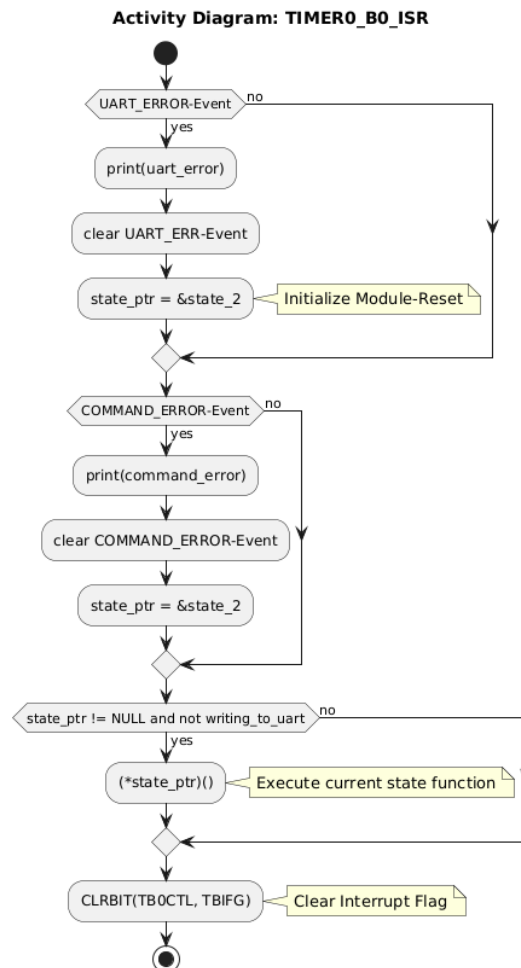 Activity Diagram: TIMER0_B0_ISR
UART_ERROR-Event
no
yes
print(uart_error)
clear UART_ERR-Event
state_ptr = &state_2
Initialize Module-Reset
COMMAND_ERROR-Event
no
yes
print(command_error)
clear COMMAND_ERROR-Event
state_ptr = &state_2
state_ptr != NULL and not writing_to_uart
no
yes
(*state_ptr)()
Execute current state function
CLRBIT(TB0CTL, TBIFG)
Clear Interrupt Flag